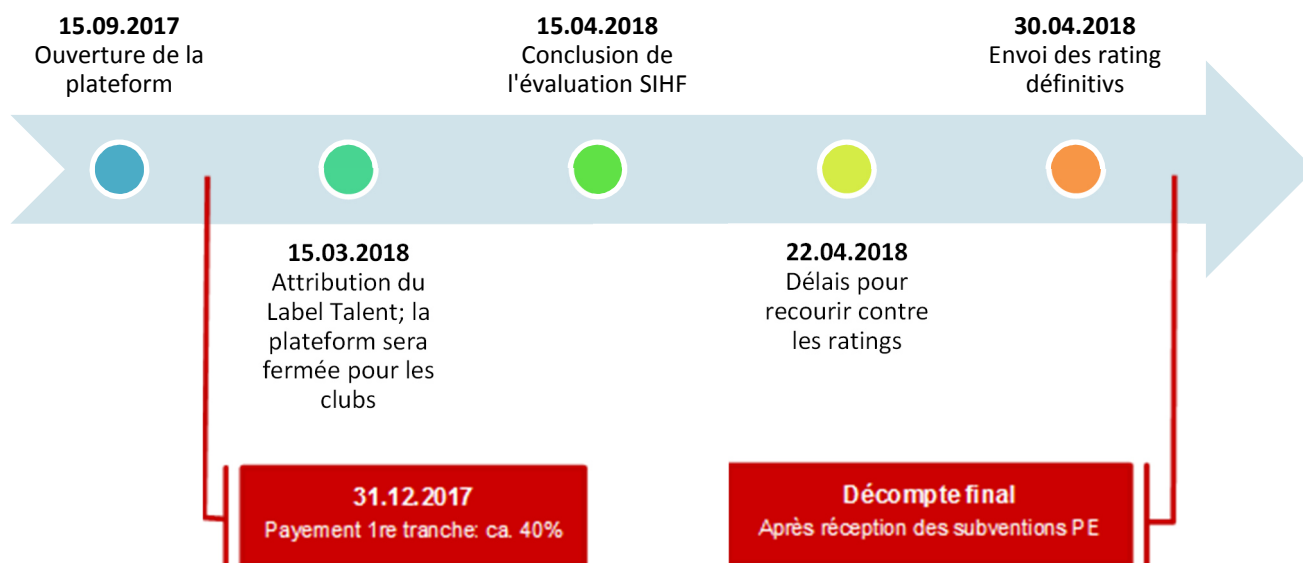 15.09.2017
Ouverture de la
plateform
15.04.2018
Conclusion de
l'évaluation SIHF
30.04.2018
Envoi des rating
définitivs
15.03.2018
Attribution du
Label Talent; la
plateform sera
fermée pour les
clubs
22.04.2018
Délais pour
recourir contre
les ratings
31.12.2017
Payement 1re tranche: ca. 40%
Décompte final
Après réception des subventions PE